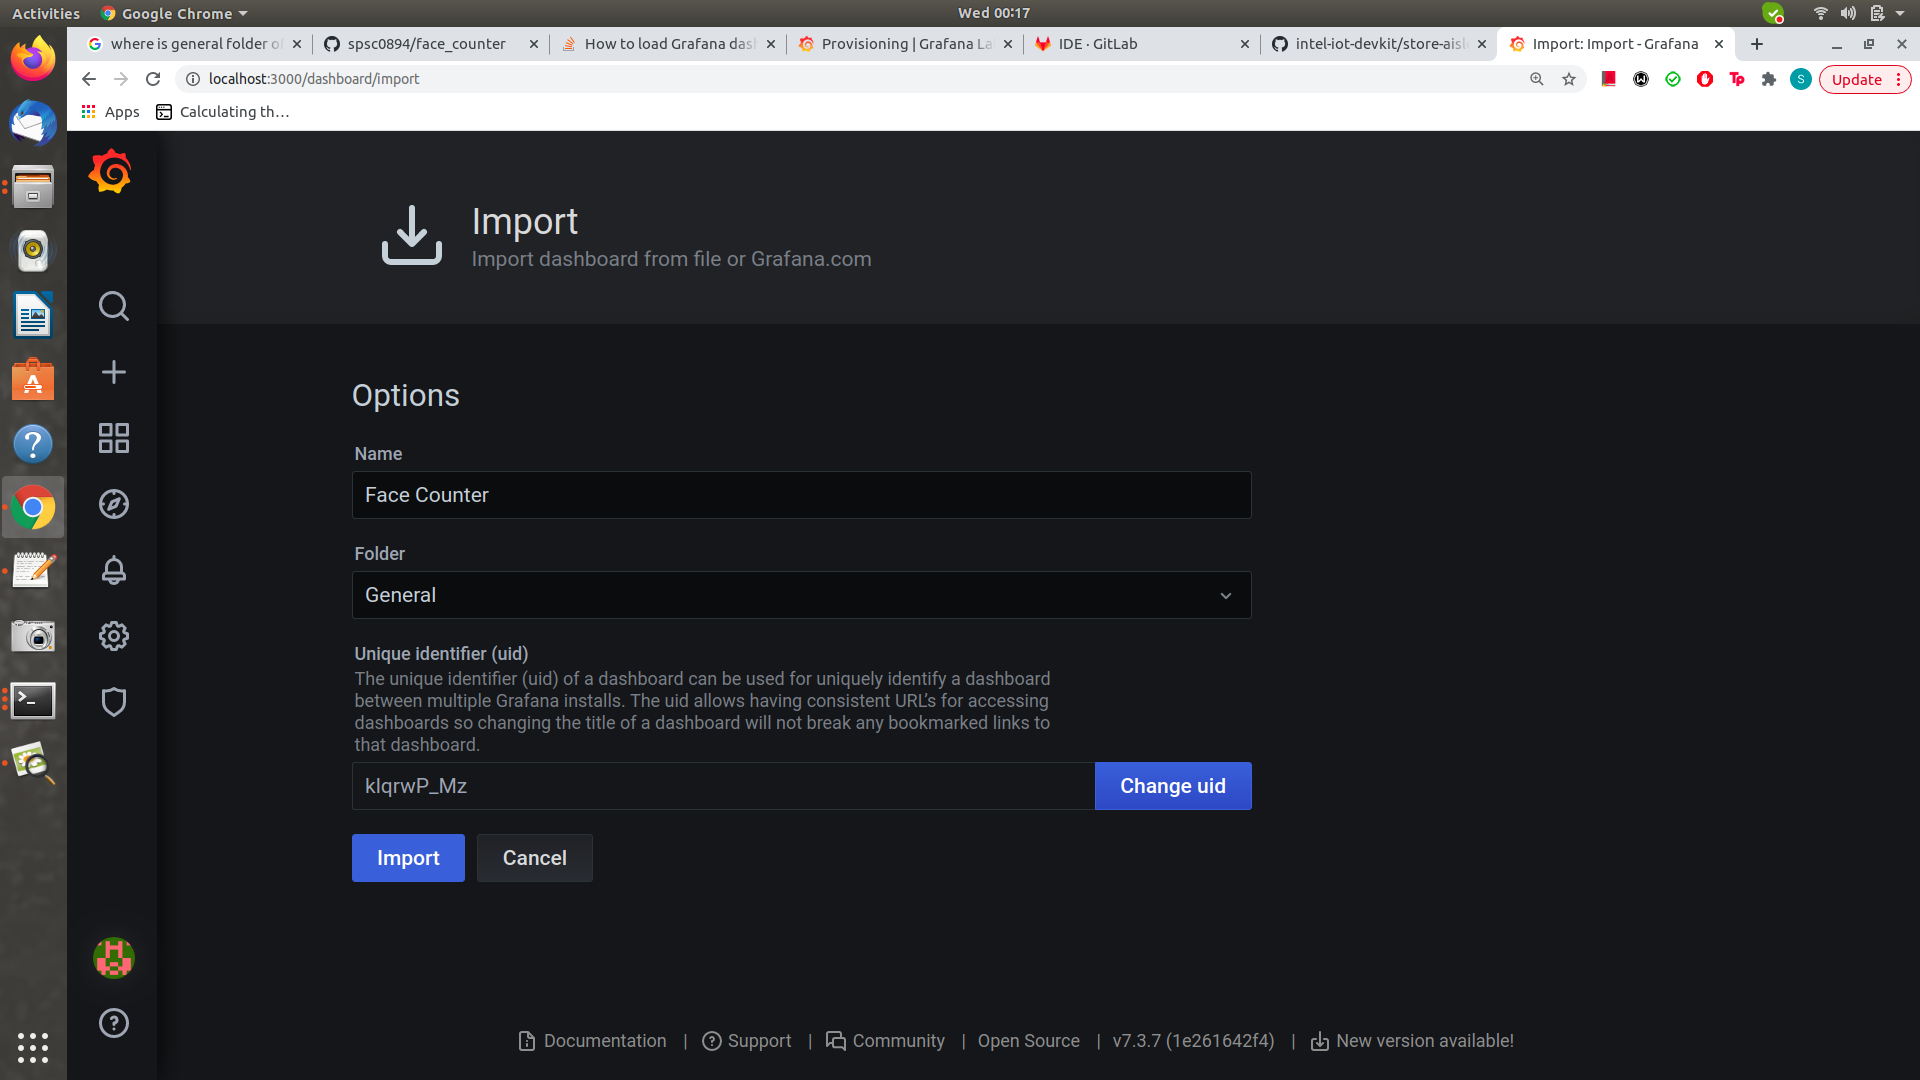 Activities
Google Chrome
Wed 00:17
where is general folder of
spsc0894/face_counter
How to load Grafana das
Provisioning | Grafana La
IDE · GitLab
intel-iot-devkit/store-aisl
Import: Import - Grafana
localhost:3000/dashboard/import
S
Update
Apps
Calculating th…
Import
Import dashboard from file or Grafana.com
Options
Name
Face Counter
Folder
General
Unique identifier (uid)
The unique identifier (uid) of a dashboard can be used for uniquely identify a dashboard
between multiple Grafana installs. The uid allows having consistent URL's for accessing
dashboards so changing the title of a dashboard will not break any bookmarked links to
that dashboard.
klqrwP_Mz
Change uid
Import
Cancel
Documentation | Support | Community | Open Source | v7.3.7 (1e261642f4) | New version available!